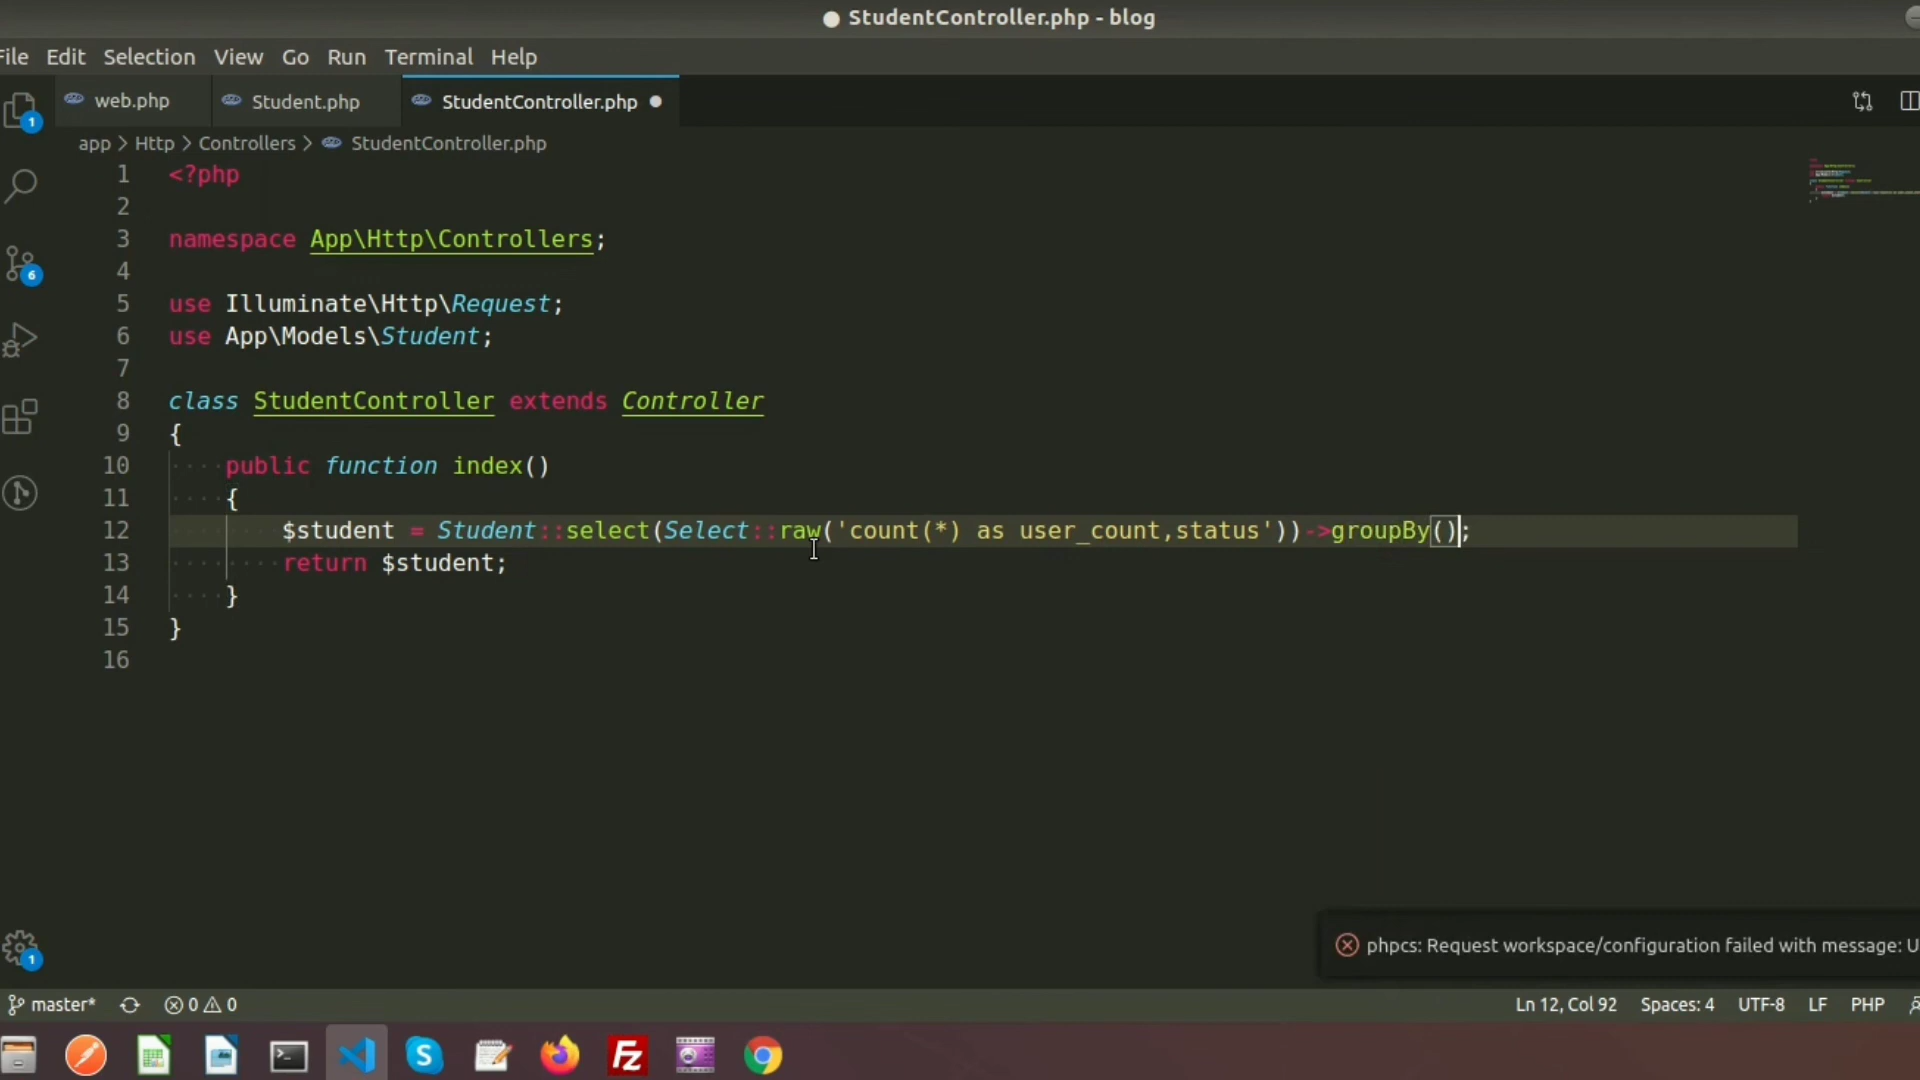 ● StudentController.php - blog
File Edit Selection View Go Run Terminal Help
web.php Student.php StudentController.php ●
app > Http > Controllers > StudentController.php
1 <?php
2
3 namespace App\Http\Controllers;
4
5 use Illuminate\Http\Request;
6 use App\Models\Student;
7
8 class StudentController extends Controller
9 {
10 public function index()
11 {
12 $student = Student::select(Select::raw('count(*) as user_count,status'))->groupBy();
13 return $student;
14 }
15 }
16
1
6
1
phpcs: Request workspace/configuration failed with message: U
master* 0 0 Ln 12, Col 92 Spaces: 4 UTF-8 LF PHP
S
FZ